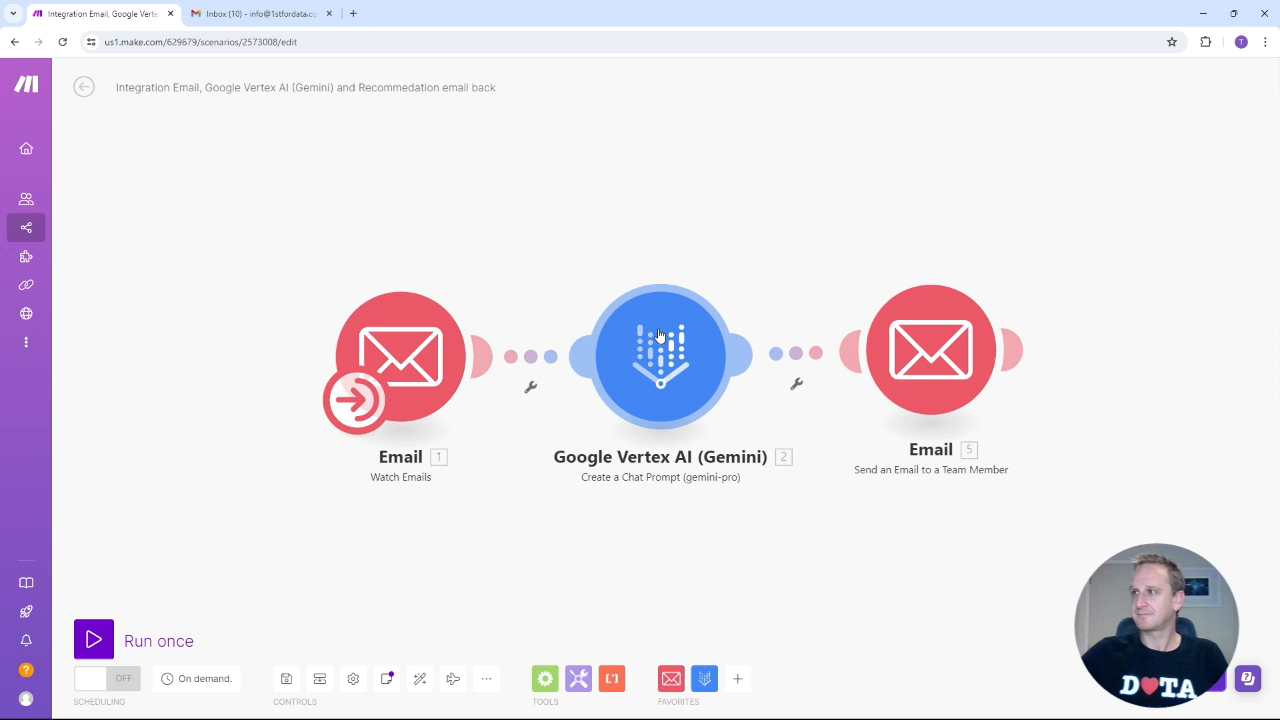 Integration Email, Google Verte
Inbox (10) - info@1stfordata.co
us1.make.com/629679/scenarios/2573008/edit
T
Integration Email, Google Vertex AI (Gemini) and Recommedation email back
Email 1
Watch Emails
Google Vertex AI (Gemini) 2
Create a Chat Prompt (gemini-pro)
Email 5
Send an Email to a Team Member
Run once
OFF
On demand.
SCHEDULING
CONTROLS
TOOLS
FAVORITES
D❤TA